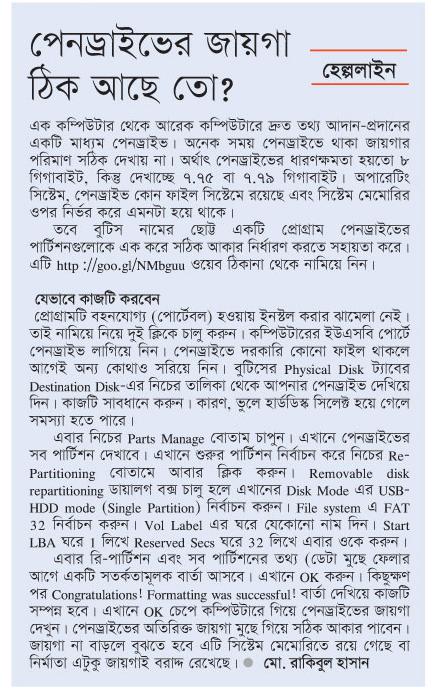 পেনড্রাইভের জায়গা
ঠিক আছে তো?
হেল্পলাইন
এক কম্পিউটার থেকে আরেক কম্পিউটারে দ্রুত তথ্য আদান-প্রদানের
একটি মাধ্যম পেনড্রাইভ। অনেক সময় পেনড্রাইভে থাকা জায়গার
পরিমাণ সঠিক দেখায় না। অর্থাৎ পেনড্রাইভের ধারণক্ষমতা হয়তো ৮
গিগাবাইট, কিন্তু দেখাচ্ছে ৭.৭৫ বা ৭.৭৯ গিগাবাইট। অপারেটিং
সিস্টেম, পেনড্রাইভ কোন ফাইল সিস্টেমে রয়েছে এবং সিস্টেম মেমোরির
ওপর নির্ভর করে এমনটা হয়ে থাকে।
তবে বুটিস নামের ছোট্ট একটি প্রোগ্রাম পেনড্রাইভের
পার্টিশনগুলোকে এক করে সঠিক আকার নির্ধারণ করতে সহায়তা করে।
এটি http ://goo.gl/NMbguu ওয়েব ঠিকানা থেকে নামিয়ে নিন।
যেভাবে কাজটি করবেন
প্রোগ্রামটি বহনযোগ্য (পোর্টেবল) হওয়ায় ইনস্টল করার ঝামেলা নেই।
তাই নামিয়ে নিয়ে দুই ক্লিকে চালু করুন। কম্পিউটারের ইউএসবি পোর্টে
পেনড্রাইভ লাগিয়ে নিন। পেনড্রাইভে দরকারি কোনো ফাইল থাকলে
আগেই অন্য কোথাও সরিয়ে নিন। বুটিসের Physical Disk ট্যাবের
Destination Disk-এর নিচের তালিকা থেকে আপনার পেনড্রাইভ দেখিয়ে
দিন। কাজটি সাবধানে করুন। কারণ, ভুলে হার্ডডিস্ক সিলেক্ট হয়ে গেলে
সমস্যা হতে পারে।
এবার নিচের Parts Manage বোতাম চাপুন। এখানে পেনড্রাইভের
সব পার্টিশন দেখাবে। এখানে শুরুর পার্টিশন নির্বাচন করে নিচের Re-
Partitioning বোতামে আবার ক্লিক করুন। Removable disk
repartitioning ডায়ালগ বক্স চালু হলে এখানের Disk Mode এর USB-
HDD mode (Single Partition) নির্বাচন করুন। File system এ FAT
32 নির্বাচন করুন। Vol Label এর ঘরে যেকোনো নাম দিন। Start
LBA ঘরে 1 লিখে Reserved Secs ঘরে 32 লিখে এবার ওকে করুন।
এবার রি-পার্টিশন এবং সব পার্টিশনের তথ্য (ডেটা মুছে ফেলার
আগে একটি সতর্কতামূলক বার্তা আসবে। এখানে OK করুন। কিছুক্ষণ
পর Congratulations! Formatting was successful! বার্তা দেখিয়ে কাজটি
সম্পন্ন হবে। এখানে OK চেপে কম্পিউটারে গিয়ে পেনড্রাইভের জায়গা
দেখুন। পেনড্রাইভের অতিরিক্ত জায়গা মুছে গিয়ে সঠিক আকার পাবেন।
জায়গা না বাড়লে বুঝতে হবে এটি সিস্টেম মেমোরিতে রয়ে গেছে বা
নির্মাতা এটুকু জায়গাই বরাদ্দ রেখেছে। ● মো. রাকিবুল হাসান